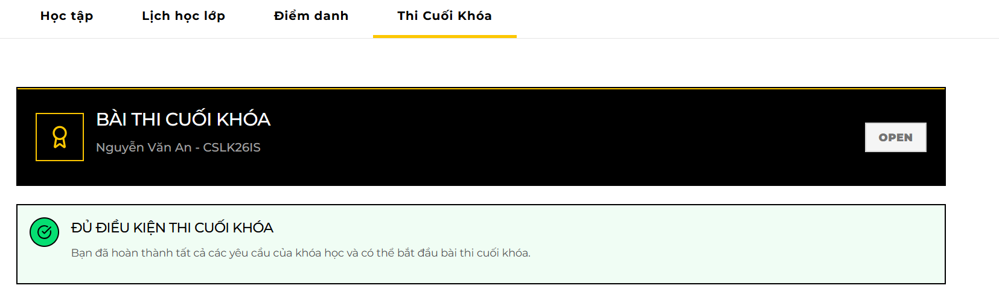 Học tập Lịch học lớp Điểm danh Thi Cuối Khóa
BÀI THI CUỐI KHÓA
Nguyễn Văn An - CSLK26IS
OPEN
ĐỦ ĐIỀU KIỆN THI CUỐI KHÓA
Bạn đã hoàn thành tất cả các yêu cầu của khóa học và có thể bắt đầu bài thi cuối khóa.